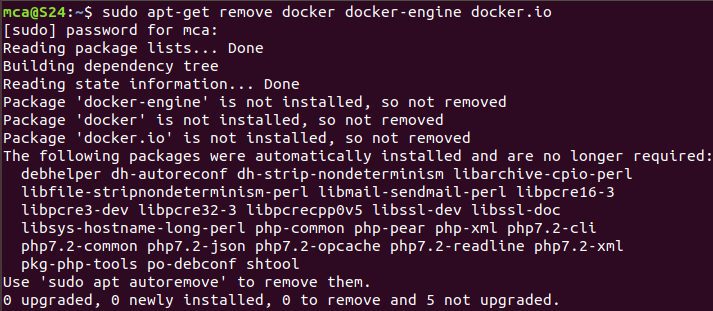 mca@S24:~$ sudo apt-get remove docker docker-engine docker.io
[sudo] password for mca:
Reading package lists... Done
Building dependency tree
Reading state information... Done
Package 'docker-engine' is not installed, so not removed
Package 'docker' is not installed, so not removed
Package 'docker.io' is not installed, so not removed
The following packages were automatically installed and are no longer required:
  debhelper dh-autoreconf dh-strip-nondeterminism libarchive-cpio-perl
  libfile-stripnondeterminism-perl libmail-sendmail-perl libpcre16-3
  libpcre3-dev libpcre32-3 libpcrecpp0v5 libssl-dev libssl-doc
  libsys-hostname-long-perl php-common php-pear php-xml php7.2-cli
  php7.2-common php7.2-json php7.2-opcache php7.2-readline php7.2-xml
  pkg-php-tools po-debconf shtool
Use 'sudo apt autoremove' to remove them.
0 upgraded, 0 newly installed, 0 to remove and 5 not upgraded.